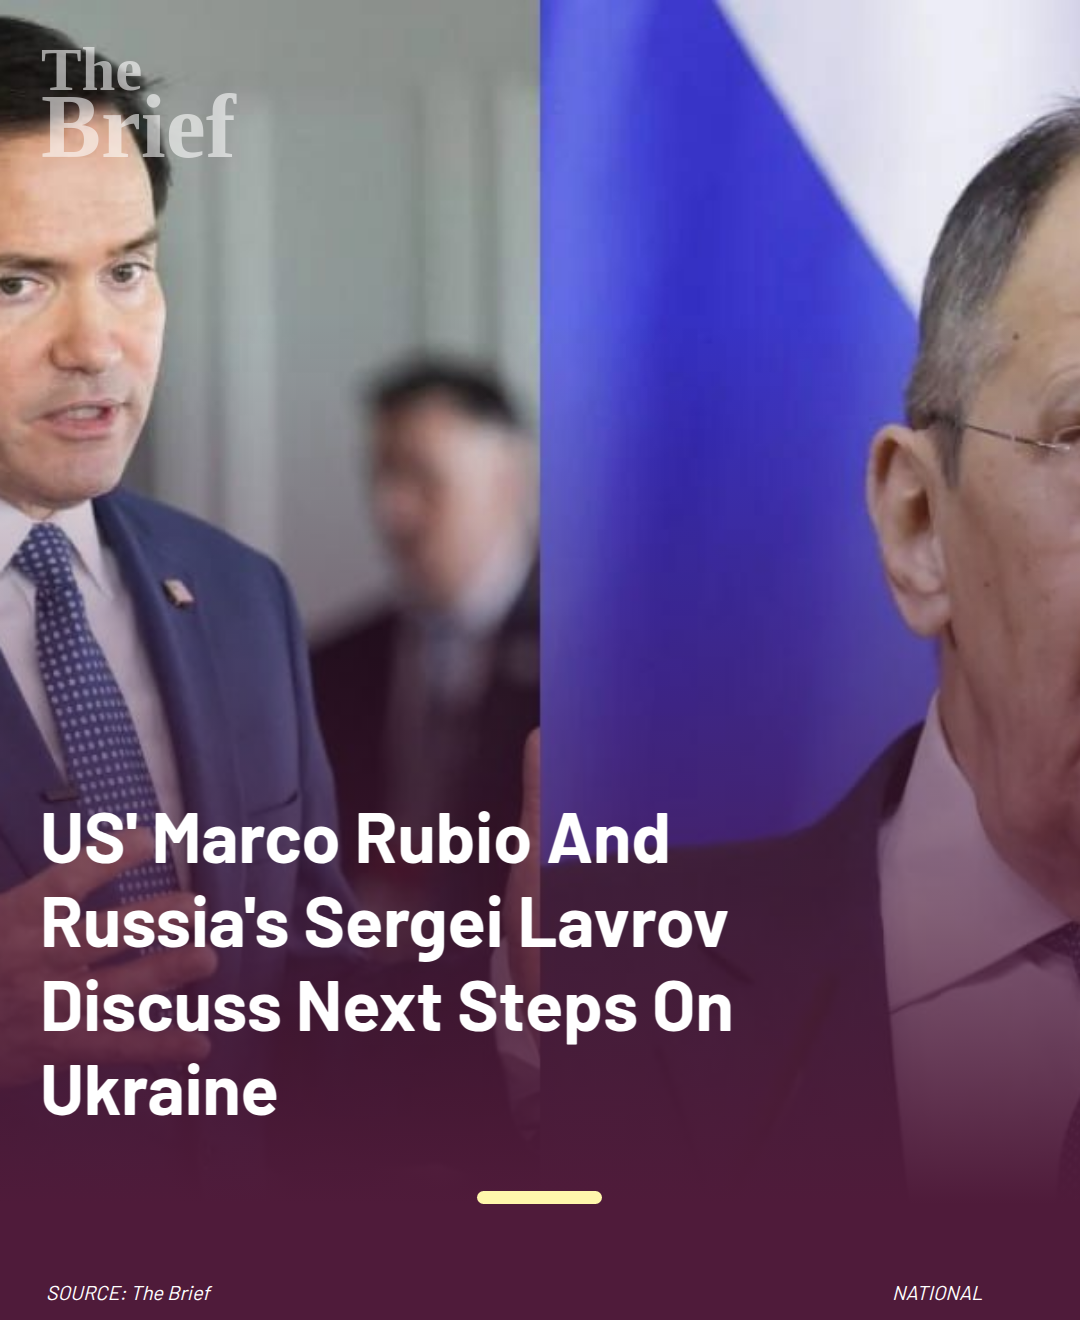 The
Brief
US' Marco Rubio And
Russia's Sergei Lavrov
Discuss Next Steps On
Ukraine
SOURCE: The Brief
NATIONAL